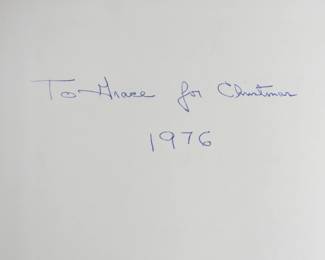 To Grace for Christmas
1976